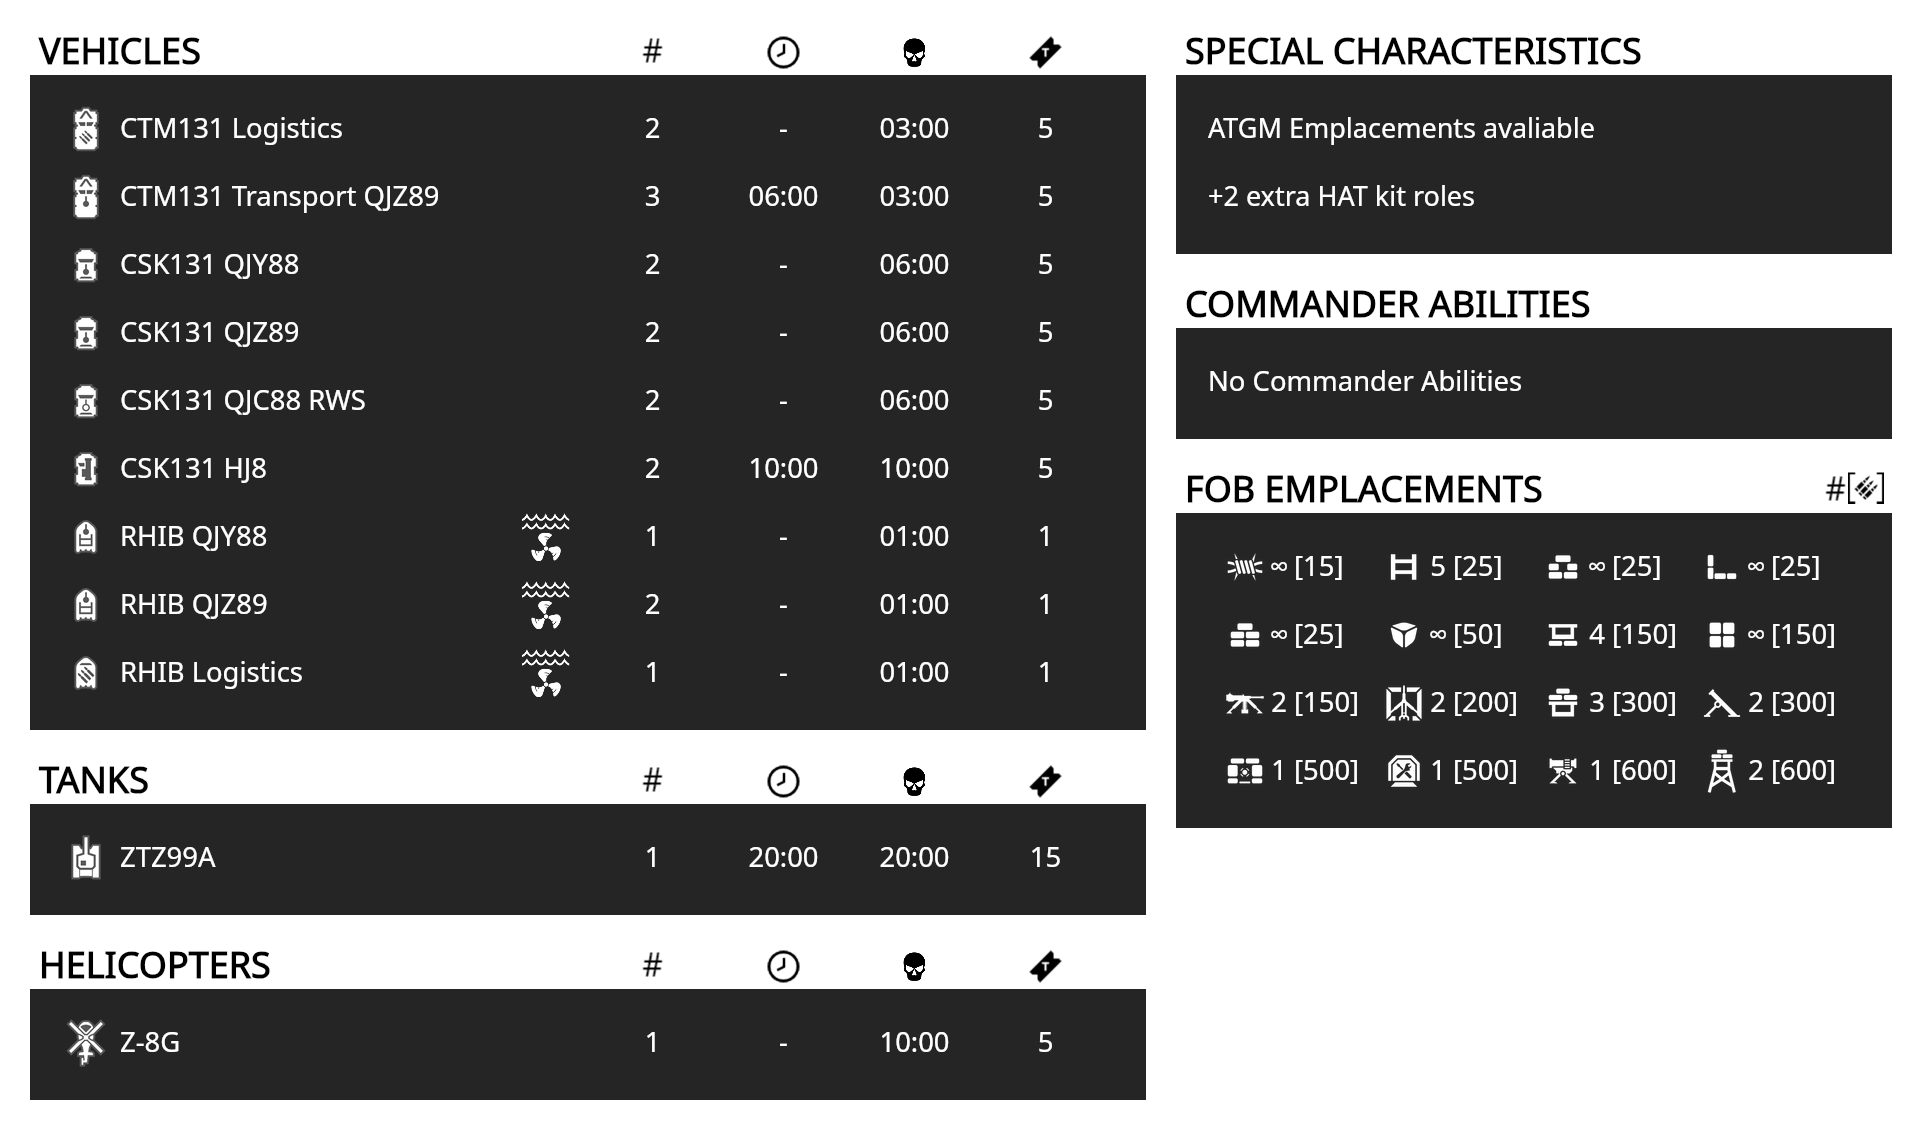 VEHICLES #
CTM131 Logistics 2 - 03:00 5
CTM131 Transport QJZ89 3 06:00 03:00 5
CSK131 QJY88 2 - 06:00 5
CSK131 QJZ89 2 - 06:00 5
CSK131 QJC88 RWS 2 - 06:00 5
CSK131 HJ8 2 10:00 10:00 5
RHIB QJY88 1 - 01:00 1
RHIB QJZ89 2 - 01:00 1
RHIB Logistics 1 - 01:00 1
TANKS #
ZTZ99A 1 20:00 20:00 15
HELICOPTERS #
Z-8G 1 - 10:00 5
SPECIAL CHARACTERISTICS
ATGM Emplacements avaliable
+2 extra HAT kit roles
COMMANDER ABILITIES
No Commander Abilities
FOB EMPLACEMENTS #[ ]
∞ [15] 5 [25] ∞ [25] ∞ [25]
∞ [25] ∞ [50] 4 [150] ∞ [150]
2 [150] 2 [200] 3 [300] 2 [300]
1 [500] 1 [500] 1 [600] 2 [600]